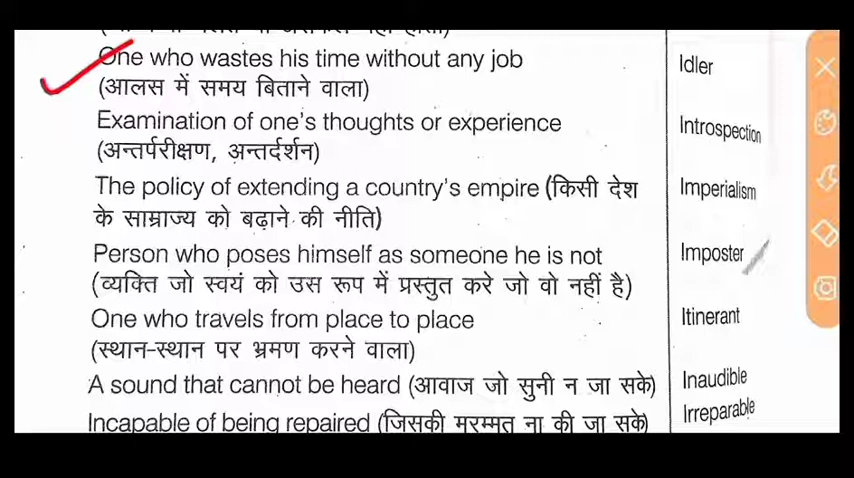 One who wastes his time without any job
(आलस में समय बिताने वाला)
Idler
Examination of one's thoughts or experience
(अन्तर्परीक्षण, अन्तर्दर्शन)
Introspection
The policy of extending a country's empire (किसी देश
के साम्राज्य को बढ़ाने की नीति)
Imperialism
Person who poses himself as someone he is not
(व्यक्ति जो स्वयं को उस रूप में प्रस्तुत करे जो वो नहीं है)
Imposter
One who travels from place to place
(स्थान-स्थान पर भ्रमण करने वाला)
Itinerant
A sound that cannot be heard (आवाज जो सुनी न जा सके)
Inaudible
Incapable of being repaired (जिसकी मरम्मत ना की जा सके)
Irreparable